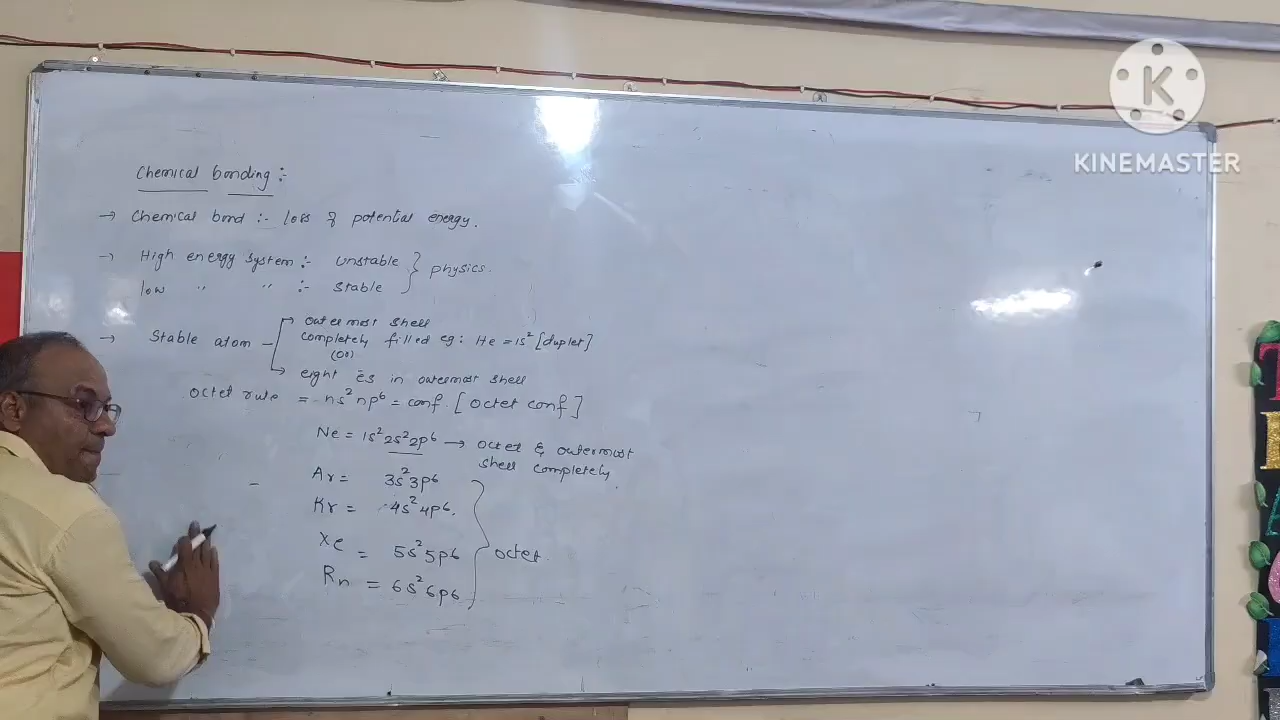 K
KINEMASTER
Chemical bonding :-
→ Chemical bond :- loss of potential energy.
→ High energy system :- unstable } physics.
low " " :- stable
→ Stable atom → outermost shell
completely filled eg: He = 1s² [duplet]
(or)
→ eight e̅s in outermost shell
octet rule = ns² np⁶ = conf. [octet conf]
Ne = 1s² 2s² 2p⁶ → octet & outermost
shell completely.
- Ar = 3s² 3p⁶
Kr = 4s² 4p⁶.
Xe = 5s² 5p⁶ } octet.
Rn = 6s² 6p⁶